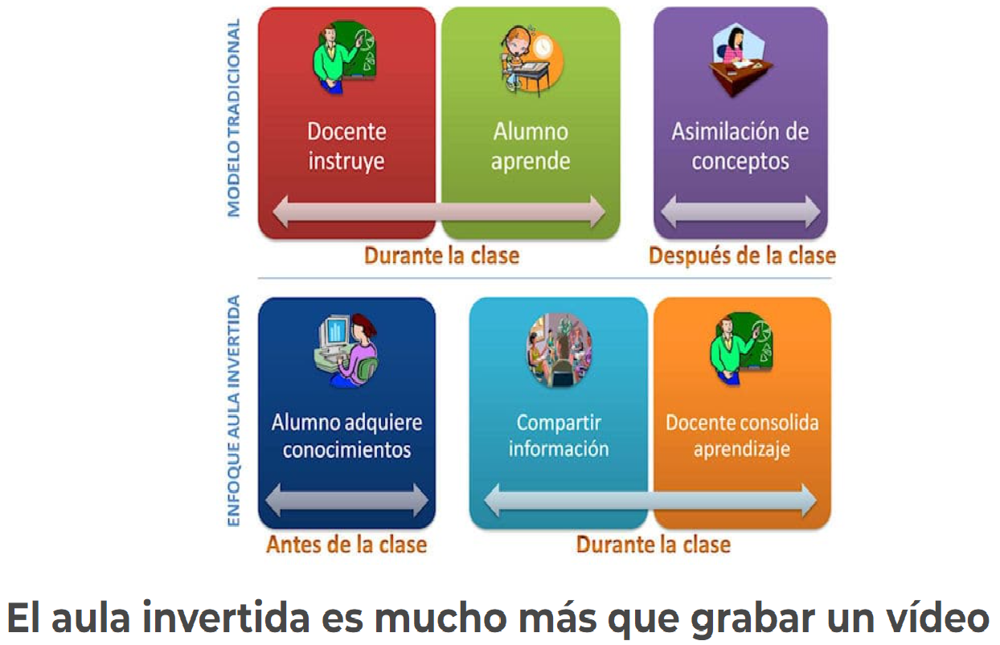 MODELO TRADICIONAL
Docente
instruye
Alumno
aprende
Asimilación de
conceptos
Durante la clase
Después de la clase
ENFOQUE AULA INVERTIDA
Alumno adquiere
conocimientos
Compartir
información
Docente consolida
aprendizaje
Antes de la clase
Durante la clase
El aula invertida es mucho más que grabar un vídeo